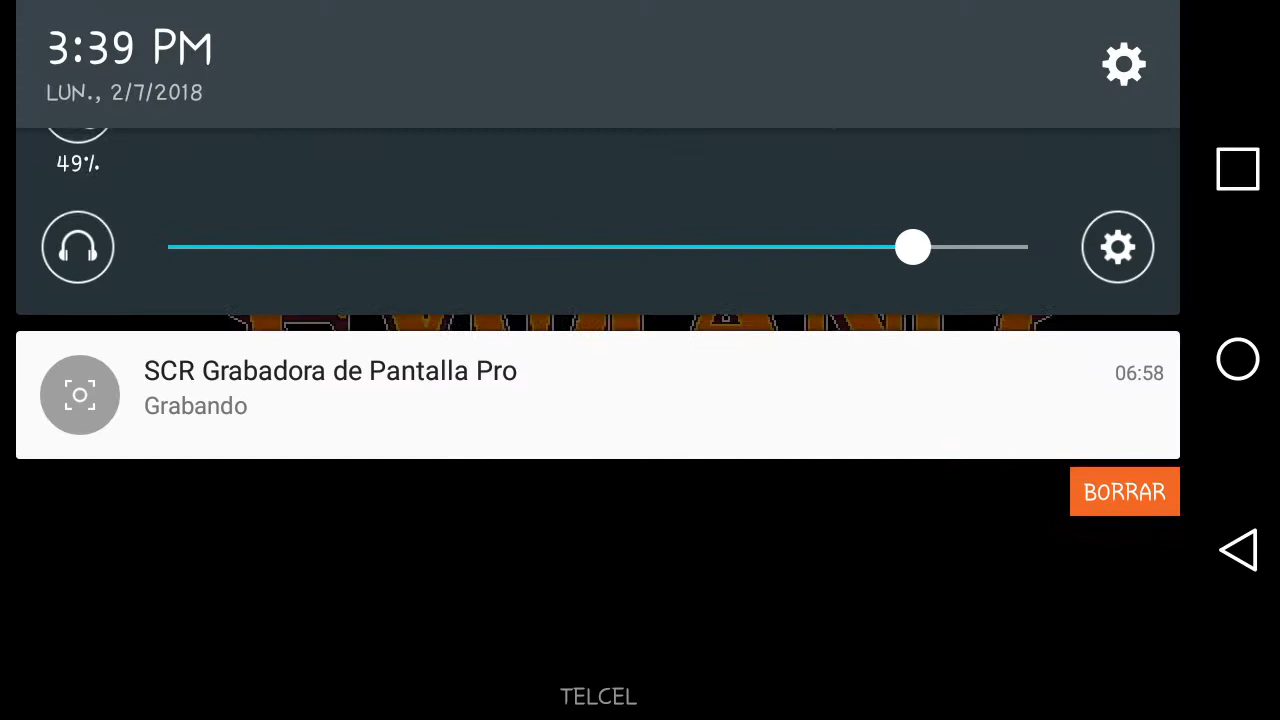 3:39 PM
LUN., 2/7/2018
49%
SCR Grabadora de Pantalla Pro
06:58
Grabando
BORRAR
TELCEL